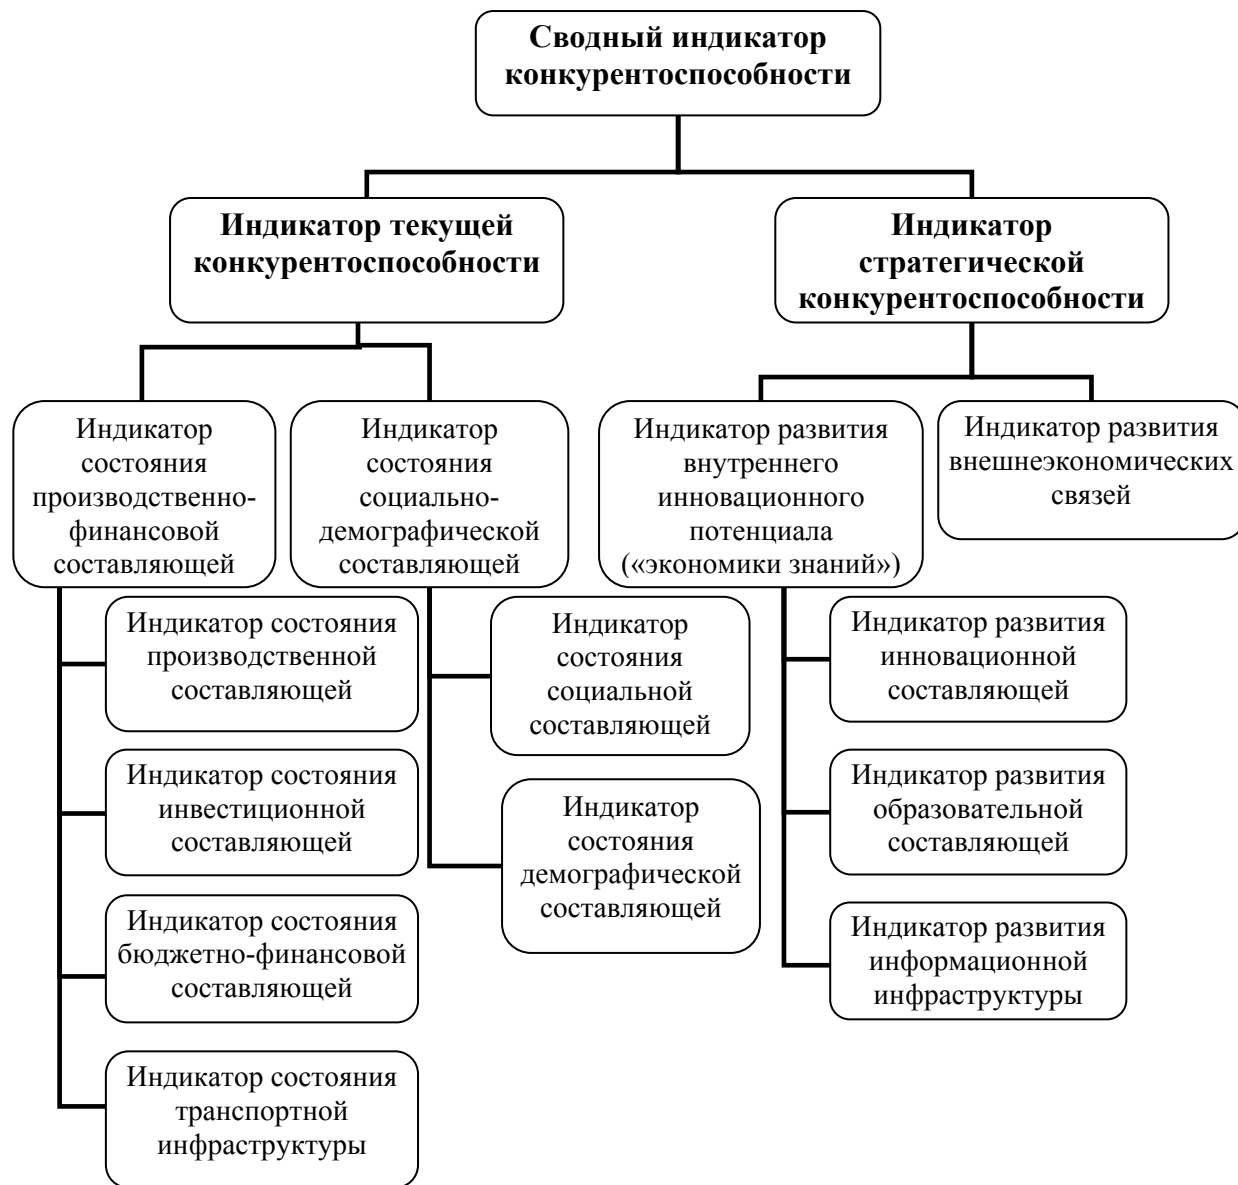 Сводный индикатор
конкурентоспособности
Индикатор текущей
конкурентоспособности
Индикатор
стратегической
конкурентоспособности
Индикатор
состояния
производственно-
финансовой
составляющей
Индикатор
состояния
социально-
демографической
составляющей
Индикатор развития
внутреннего
инновационного
потенциала
(«экономики знаний»)
Индикатор развития
внешнеэкономических
связей
Индикатор состояния
производственной
составляющей
Индикатор состояния
инвестиционной
составляющей
Индикатор состояния
бюджетно-финансовой
составляющей
Индикатор состояния
транспортной
инфраструктуры
Индикатор
состояния
социальной
составляющей
Индикатор
состояния
демографической
составляющей
Индикатор развития
инновационной
составляющей
Индикатор развития
образовательной
составляющей
Индикатор развития
информационной
инфраструктуры